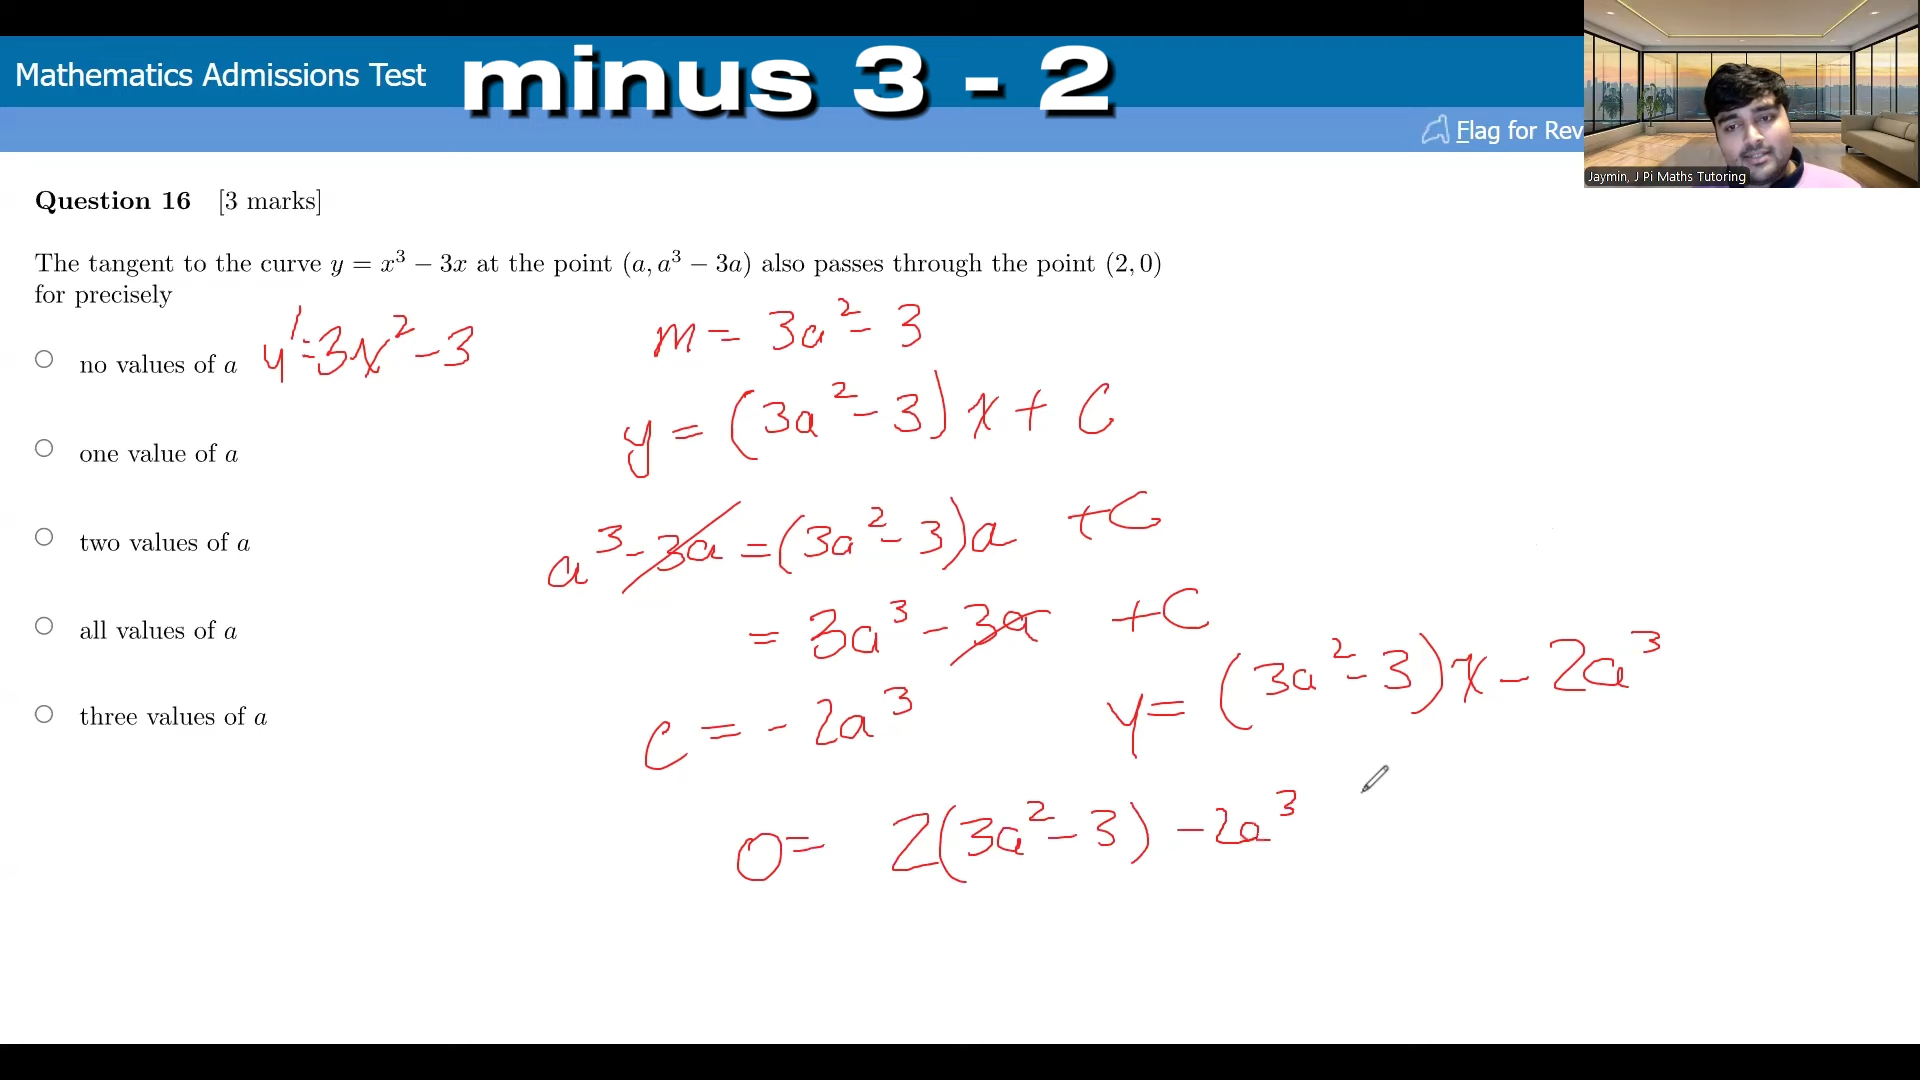 Mathematics Admissions Test
minus 3 - 2
Flag for Rev
Jaymin, J Pi Maths Tutoring
Question 16 [3 marks]
The tangent to the curve y = x³ − 3x at the point (a, a³ − 3a) also passes through the point (2, 0)
for precisely
no values of a
one value of a
two values of a
all values of a
three values of a
y' = 3x² − 3
m = 3a² − 3
y = (3a² − 3)x + C
a³ − 3a = (3a² − 3)a + C
= 3a³ − 3a + C
C = − 2a³
y = (3a² − 3)x − 2a³
0 = 2(3a² − 3) − 2a³